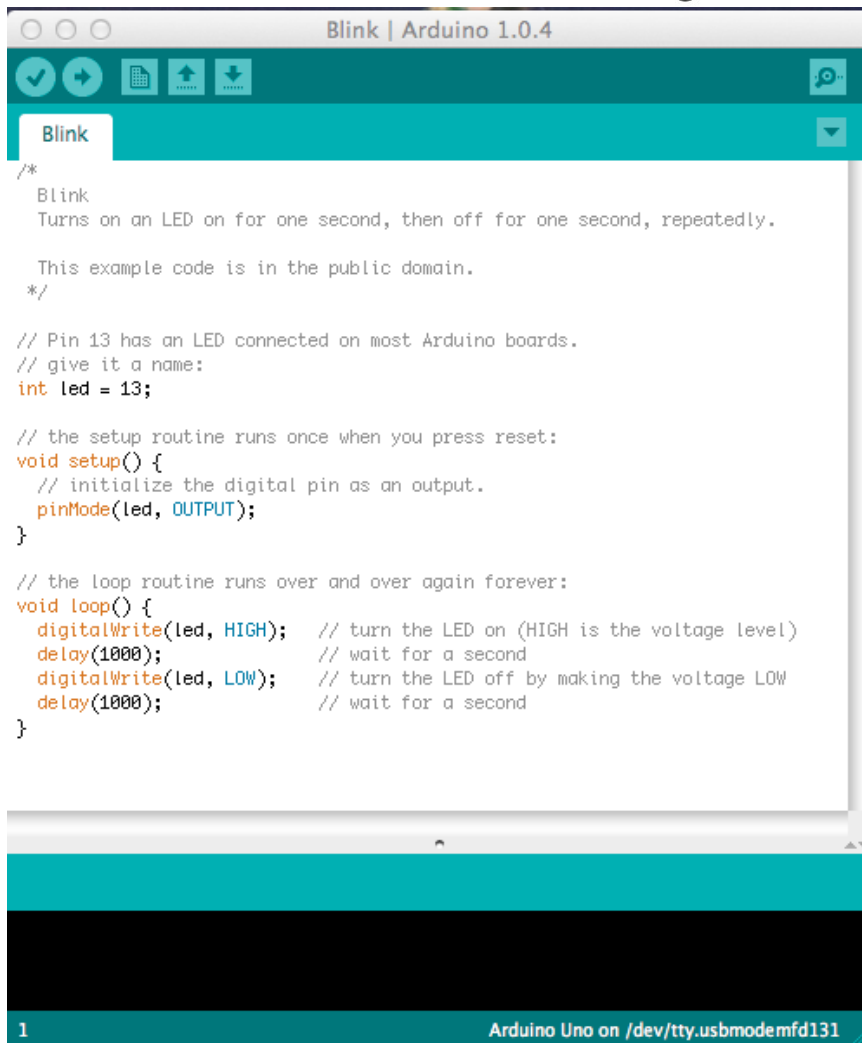 Blink | Arduino 1.0.4
Blink
/*
  Blink
  Turns on an LED on for one second, then off for one second, repeatedly.

  This example code is in the public domain.
 */

// Pin 13 has an LED connected on most Arduino boards.
// give it a name:
int led = 13;

// the setup routine runs once when you press reset:
void setup() {
  // initialize the digital pin as an output.
  pinMode(led, OUTPUT);
}

// the loop routine runs over and over again forever:
void loop() {
  digitalWrite(led, HIGH);   // turn the LED on (HIGH is the voltage level)
  delay(1000);               // wait for a second
  digitalWrite(led, LOW);    // turn the LED off by making the voltage LOW
  delay(1000);               // wait for a second
}
1 Arduino Uno on /dev/tty.usbmodemfd131